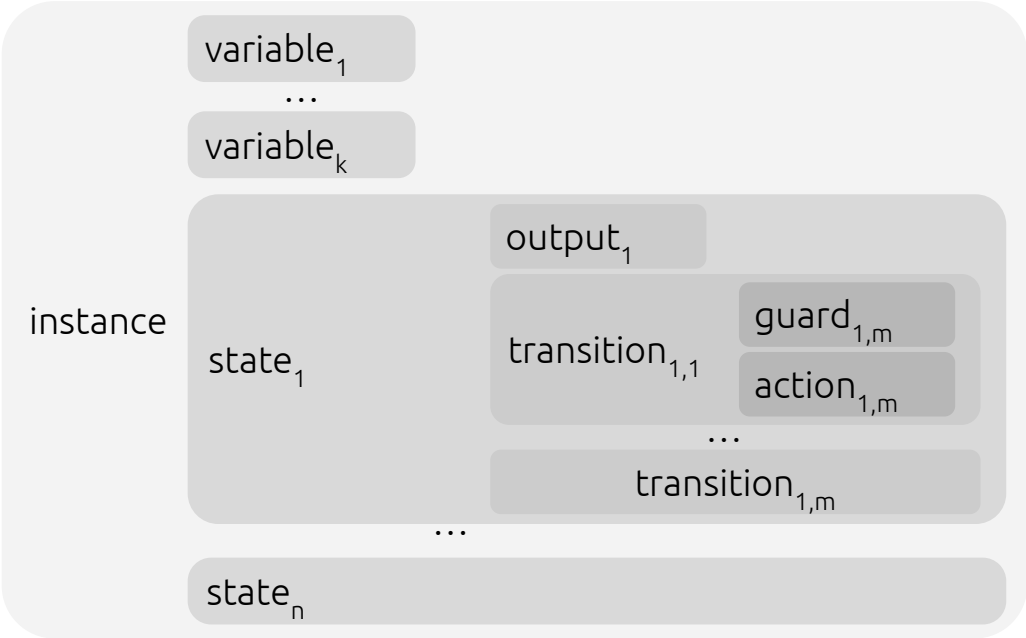 variable₁
...
variableₖ
output₁
instance
guard₁,ₘ
transition₁,₁
state₁
action₁,ₘ
...
transition₁,ₘ
...
stateₙ